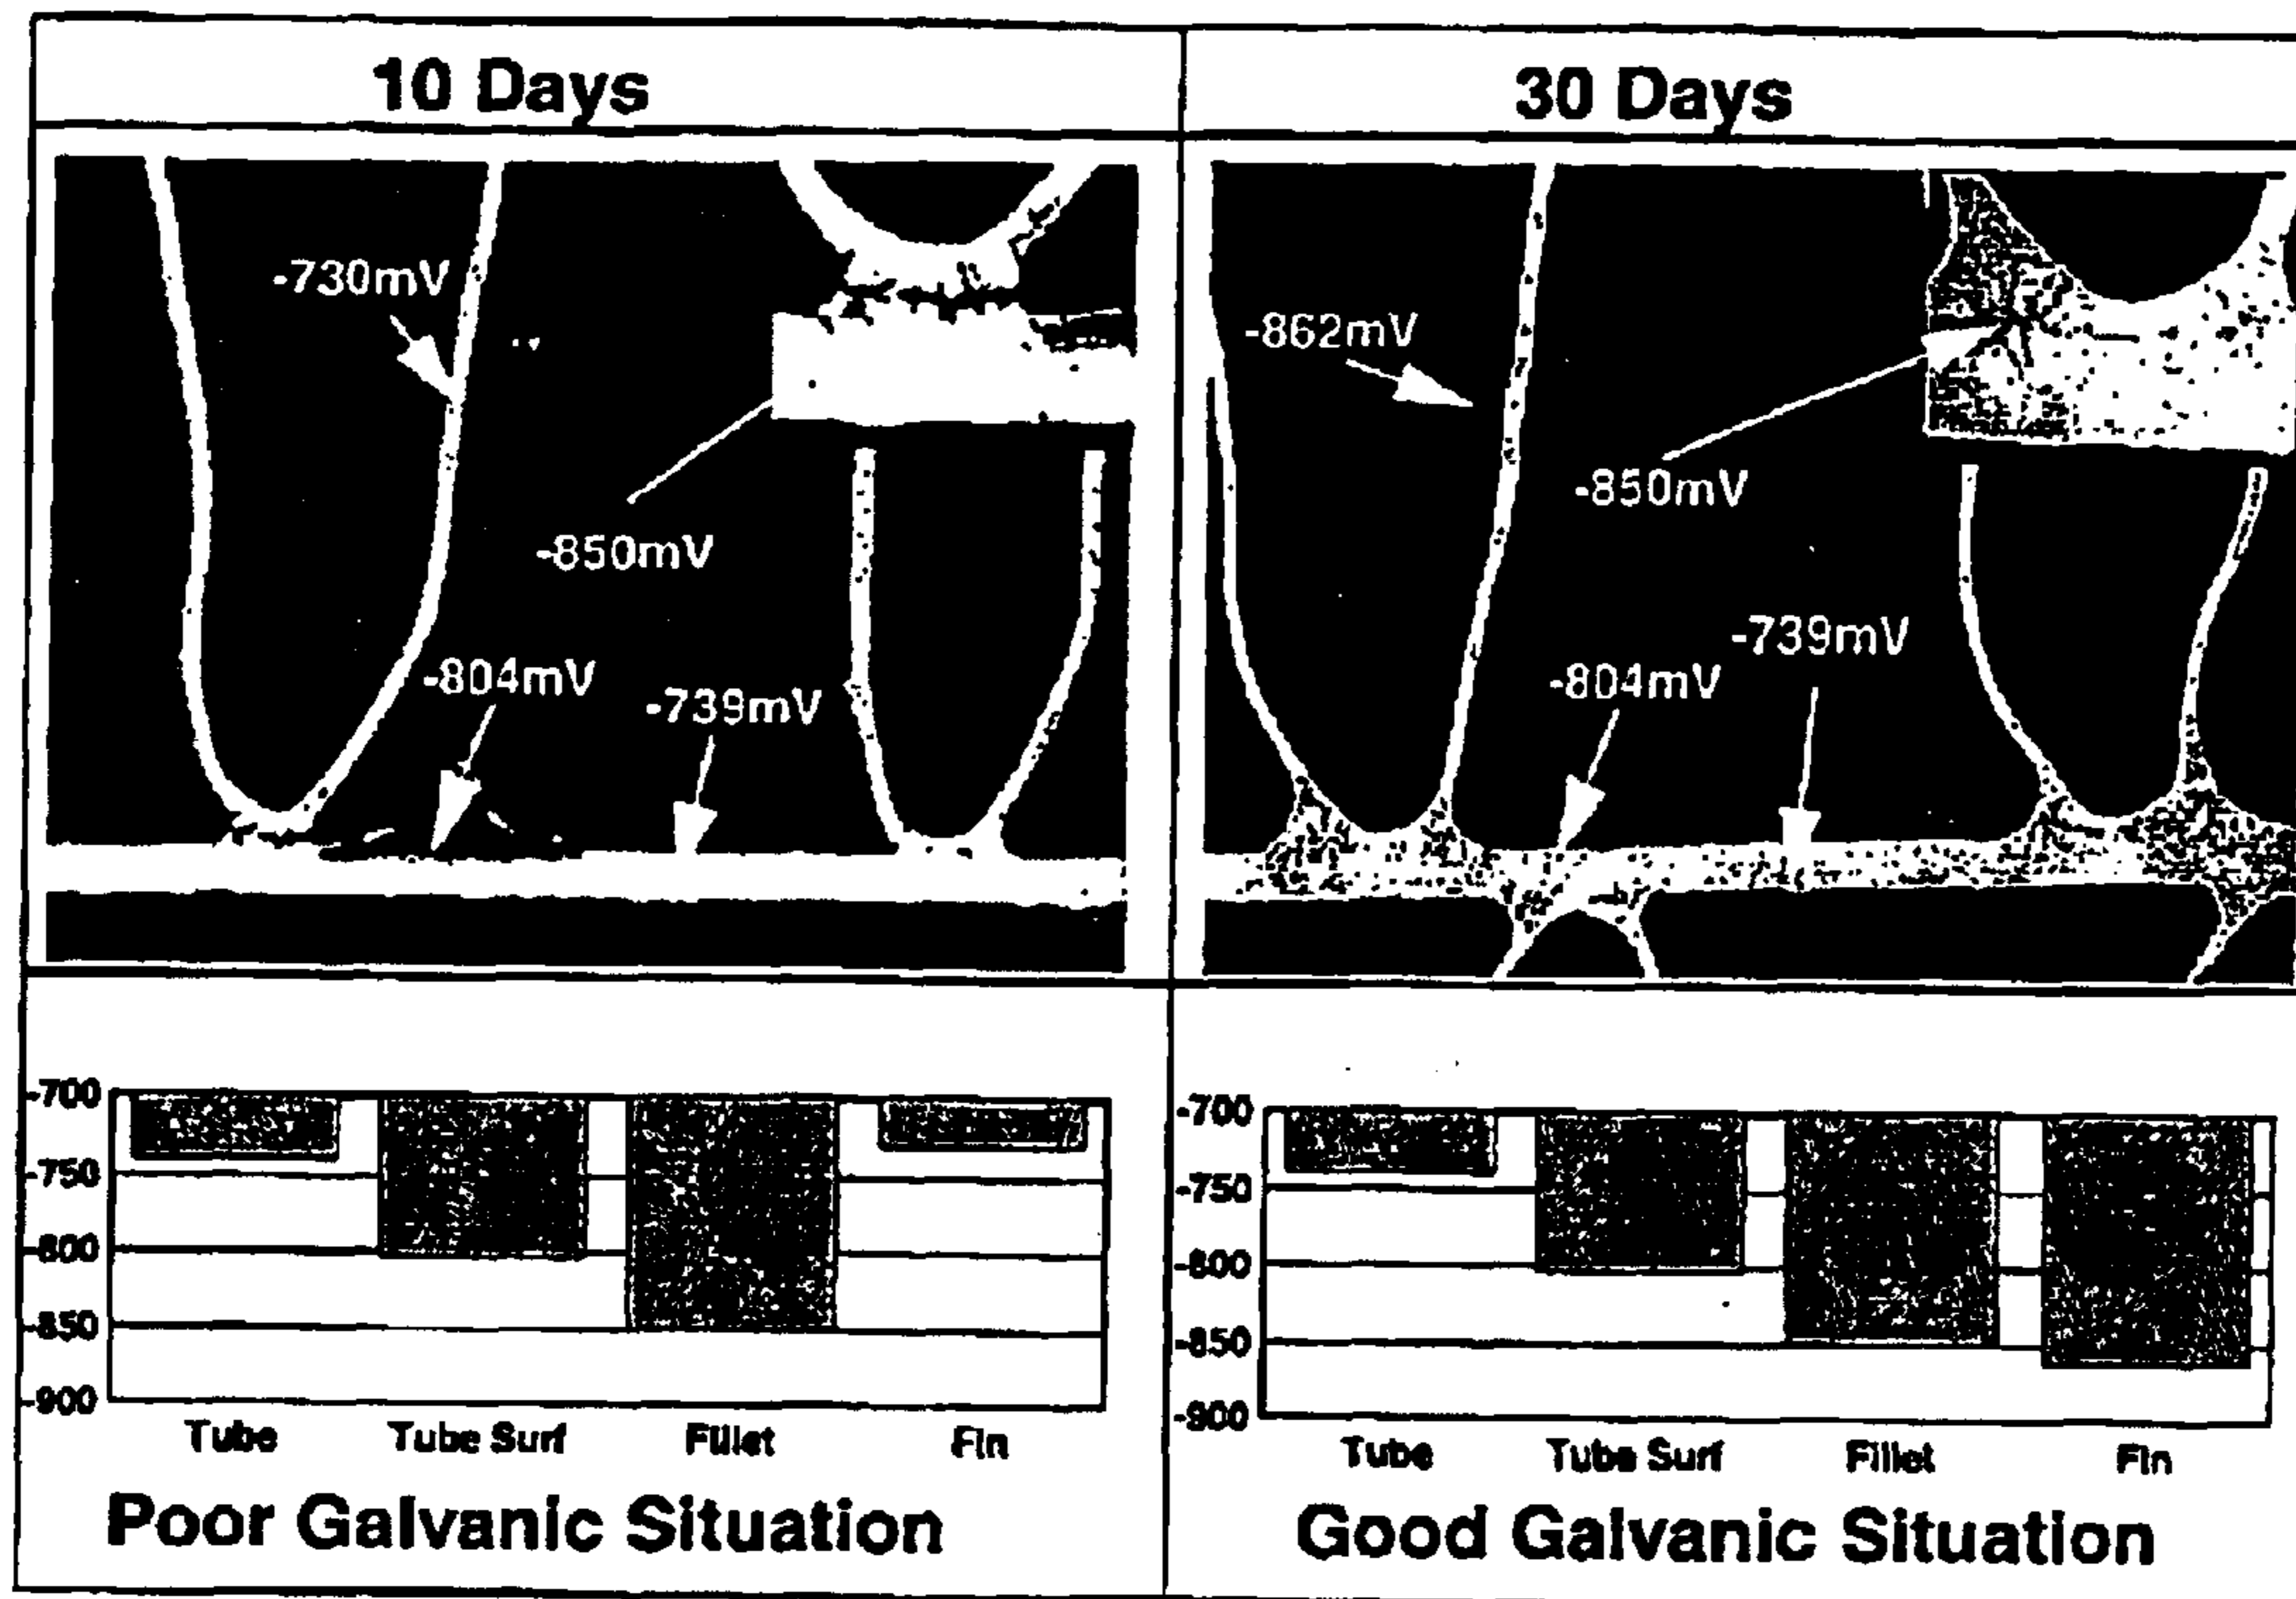 10 Days
-730mV
-850mV
-804mV
-739mV
-700
-750
-800
-850
-900
Tube Tube Surf Fillet Fin
Poor Galvanic Situation
30 Days
-862mV
-850mV
-739mV
-804mV
-700
-750
-800
-850
-900
Tube Tube Surf Fillet Fin
Good Galvanic Situation